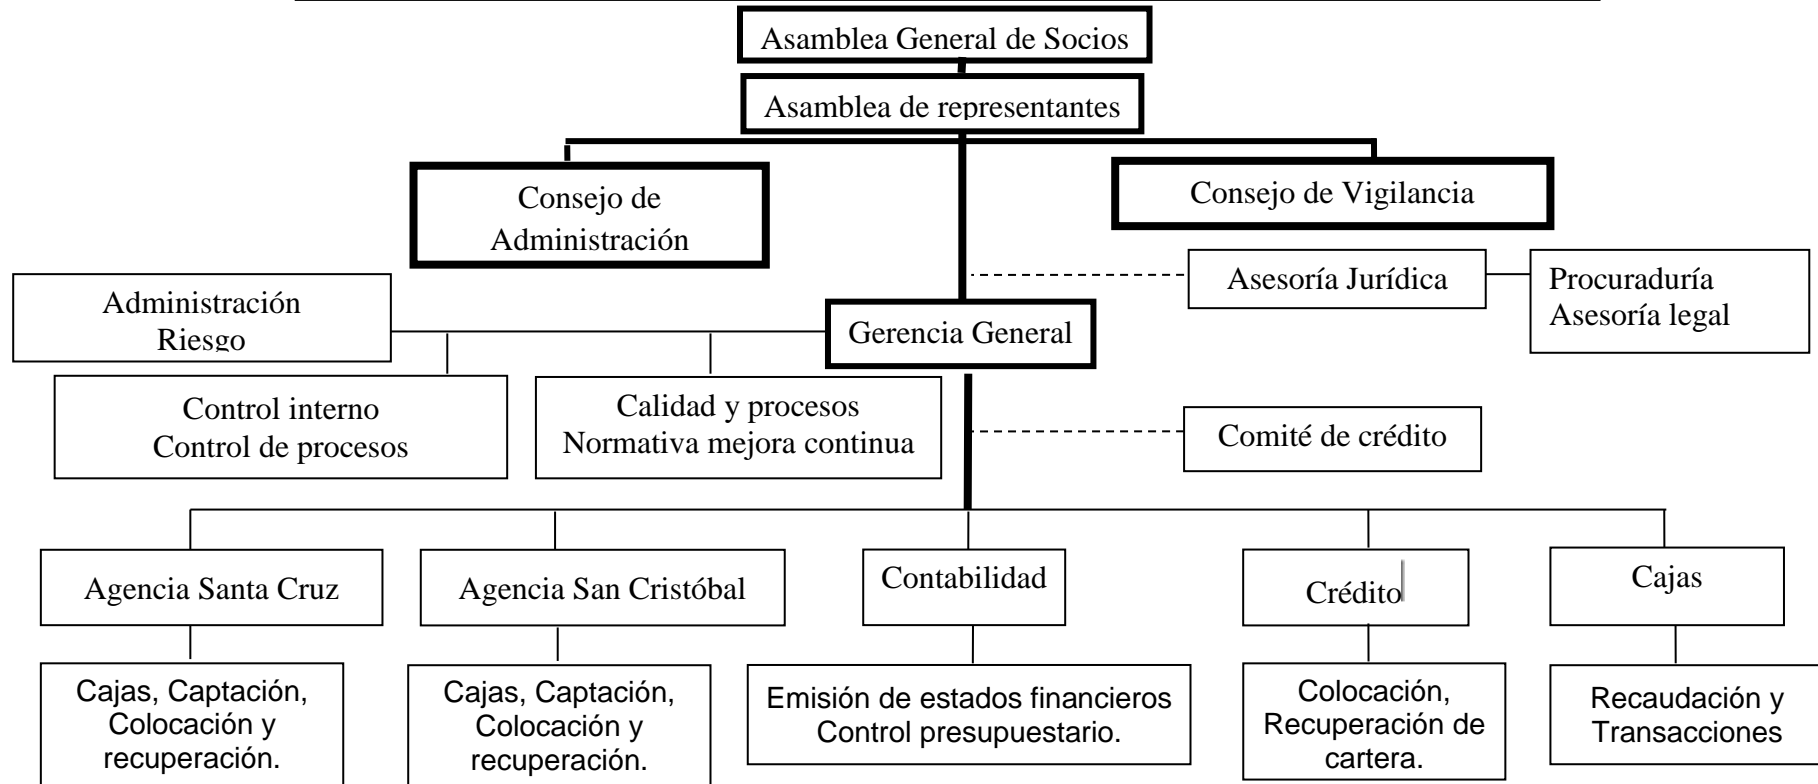 Asamblea General de Socios
Asamblea de representantes
Consejo de
Administración
Consejo de Vigilancia
Asesoría Jurídica
Procuraduría
Asesoría legal
Administración
Riesgo
Gerencia General
Control interno
Control de procesos
Calidad y procesos
Normativa mejora continua
Comité de crédito
Agencia Santa Cruz
Agencia San Cristóbal
Contabilidad
Crédito
Cajas
Cajas, Captación,
Colocación y
recuperación.
Cajas, Captación,
Colocación y
recuperación.
Emisión de estados financieros
Control presupuestario.
Colocación,
Recuperación de
cartera.
Recaudación y
Transacciones